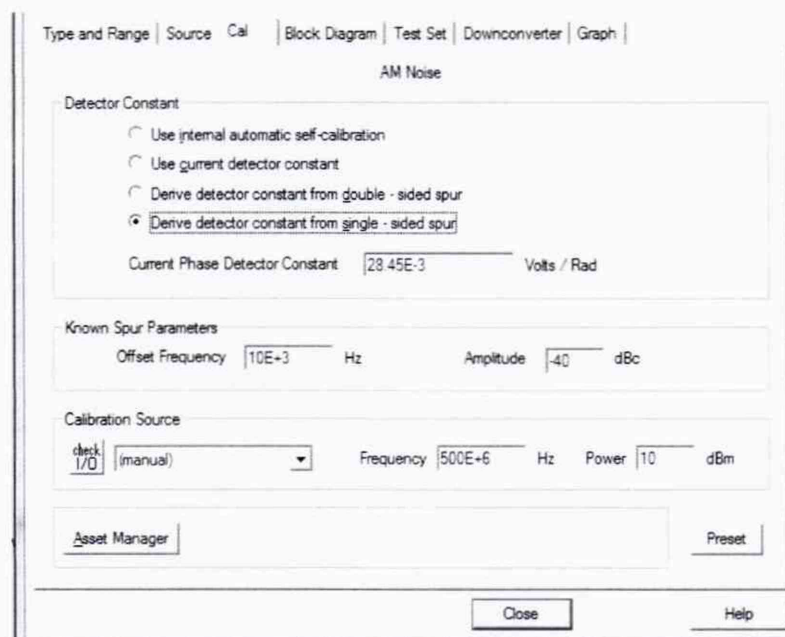 Type and Range | Source Cal | Block Diagram | Test Set | Downconverter | Graph |
AM Noise
Detector Constant
Use internal automatic self-calibration
Use current detector constant
Derive detector constant from double - sided spur
Derive detector constant from single - sided spur
Current Phase Detector Constant 28.45E-3 Volts / Rad
Known Spur Parameters
Offset Frequency 10E+3 Hz Amplitude -40 dBc
Calibration Source
check I/O (manual) Frequency 500E+6 Hz Power 10 dBm
Asset Manager Preset
Close Help